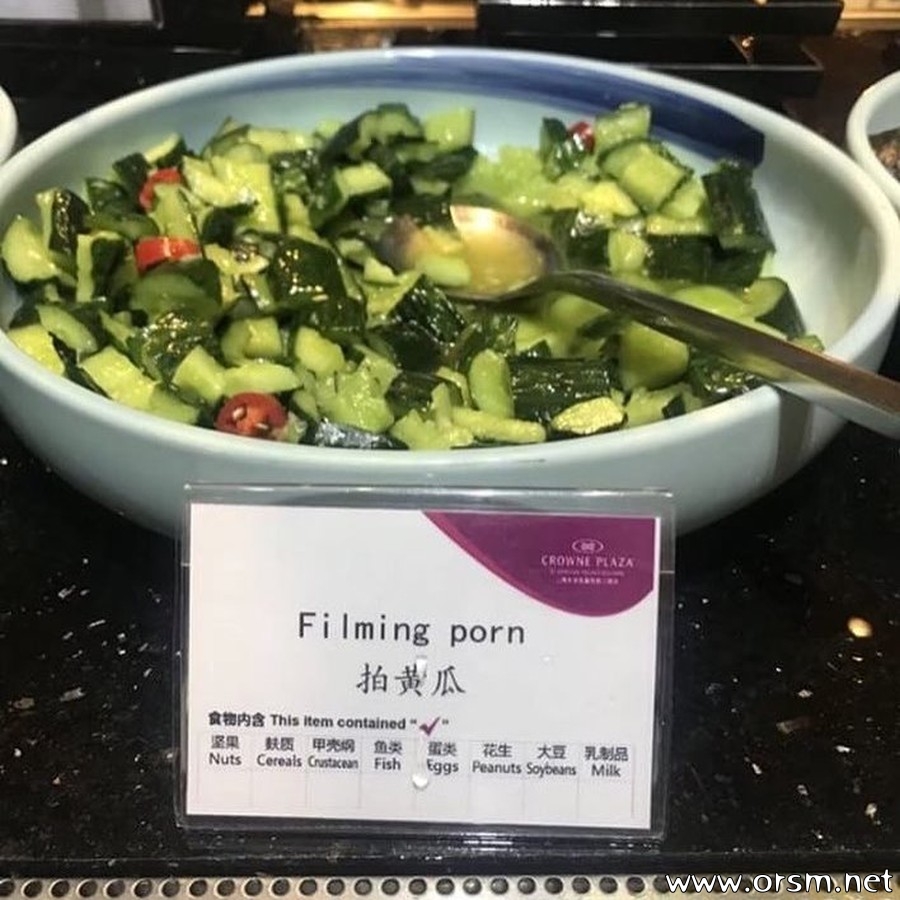 CROWNE PLAZA
Filming porn
拍黄瓜
食物内含 This item contained "✓"
坚果 麸质 甲壳纲 鱼类 蛋类 花生 大豆 乳制品
Nuts Cereals Crustacean Fish Eggs Peanuts Soybeans Milk
www.orsm.net